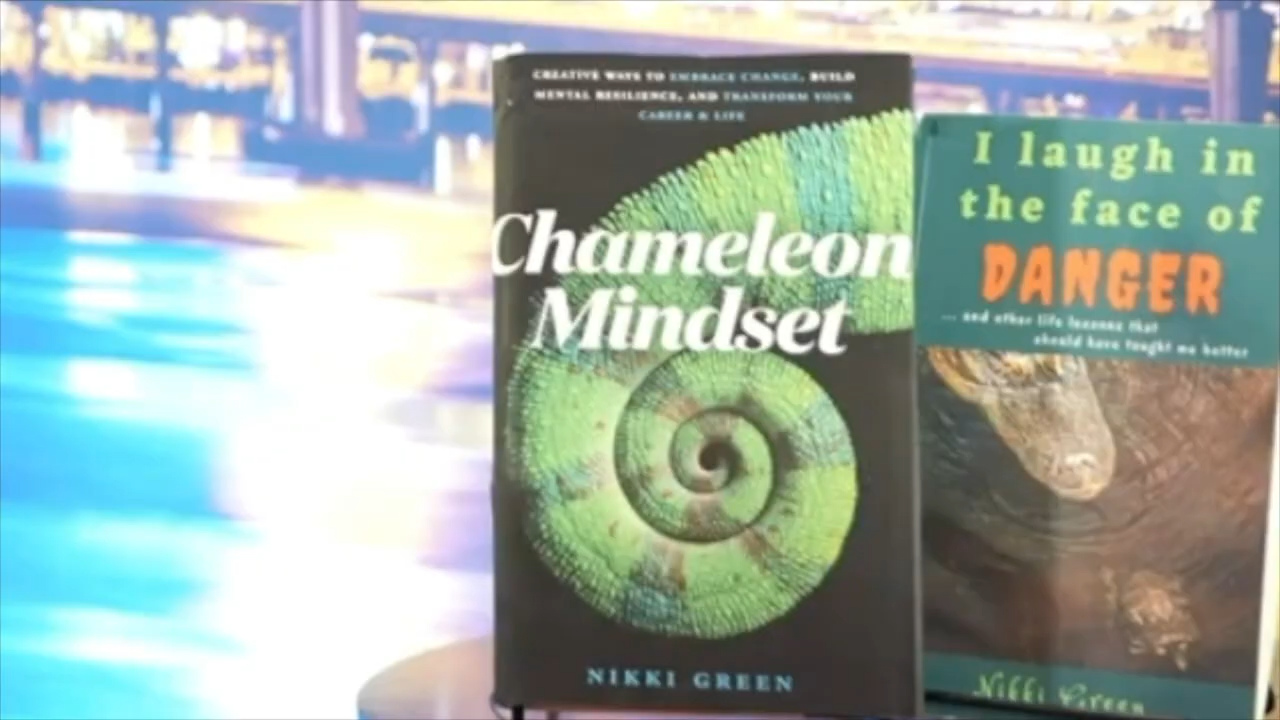 CREATIVE WAYS TO EMBRACE CHANGE, BUILD
MENTAL RESILIENCE, AND TRANSFORM YOUR
CAREER & LIFE
Chameleon
Mindset
NIKKI GREEN
I laugh in
the face of
DANGER
... and other life lessons that
should have taught me better
Nikki Green